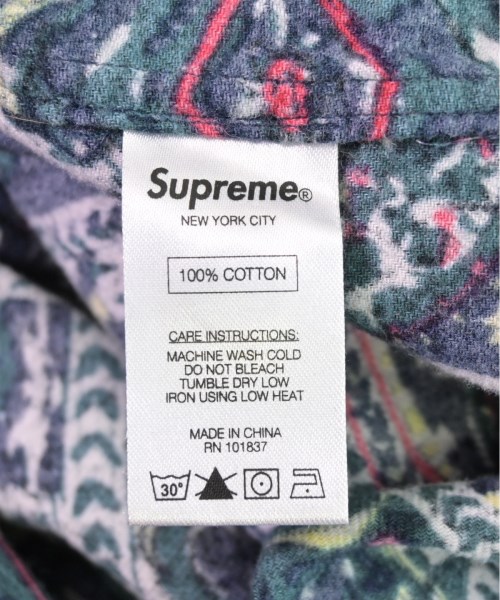 Supreme®
NEW YORK CITY
100% COTTON
CARE INSTRUCTIONS:
MACHINE WASH COLD
DO NOT BLEACH
TUMBLE DRY LOW
IRON USING LOW HEAT
MADE IN CHINA
RN 101837
30°